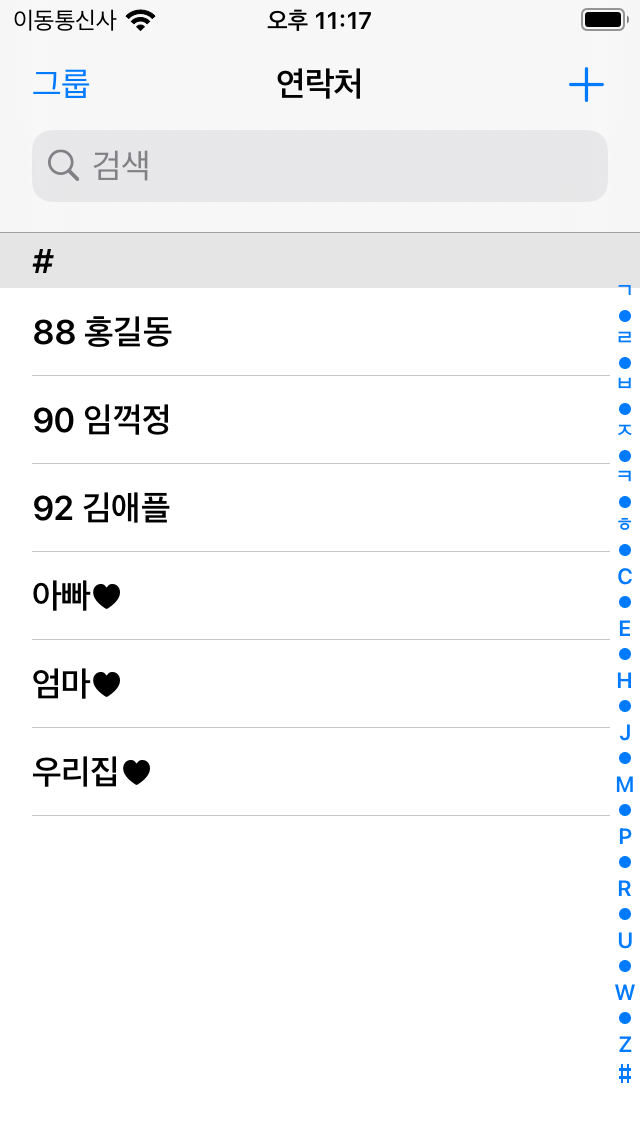 이동통신사 오후 11:17
그룹 연락처 +
검색
#
88 홍길동
90 임꺽정
92 김애플
아빠♥
엄마♥
우리집♥
ㄱ
●
ㄹ
●
ㅂ
●
ㅈ
●
ㅋ
●
ㅎ
●
C
●
E
●
H
●
J
●
M
●
P
●
R
●
U
●
W
●
Z
#